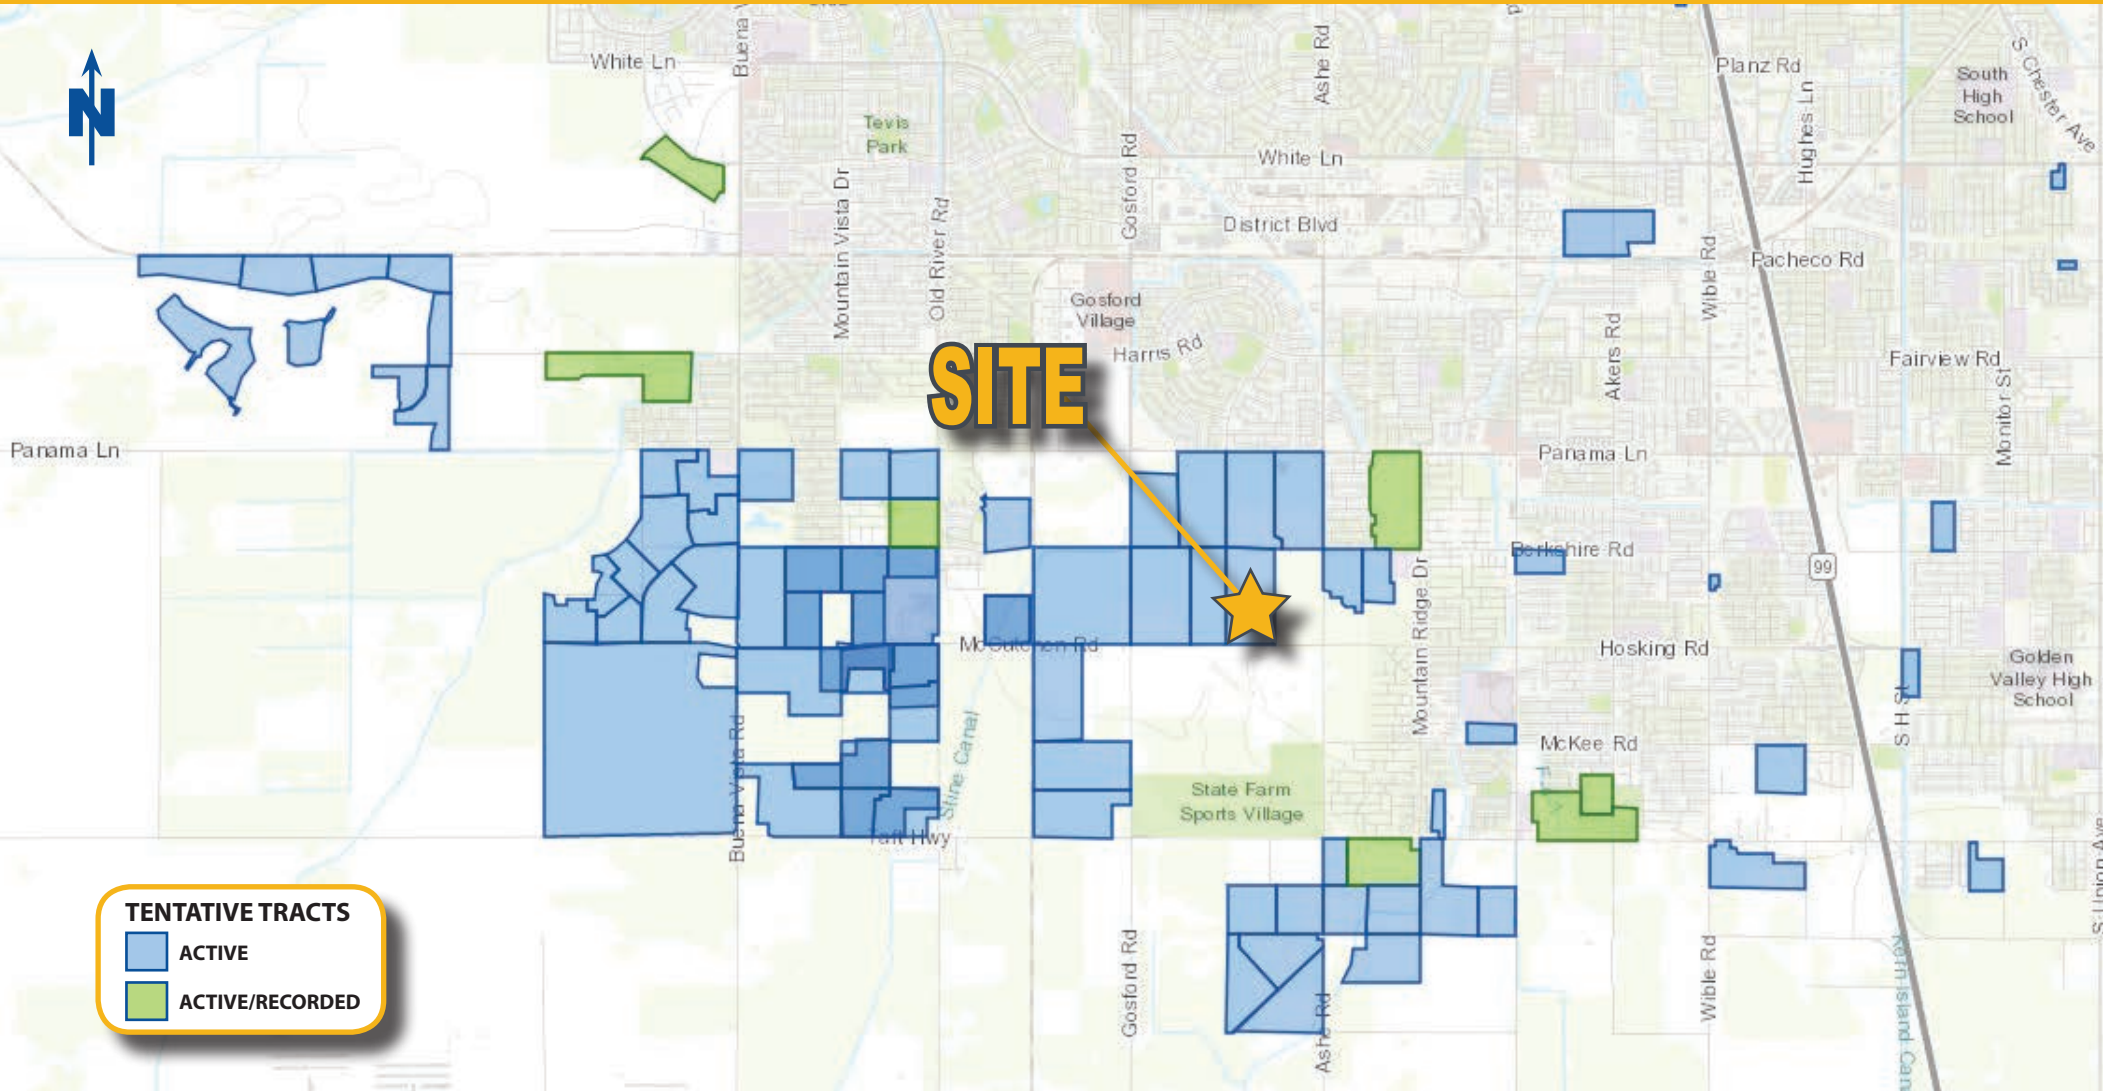 White Ln
Buena V
Ashe Rd
Planz Rd
South
High
School
S Chester Ave
Hughes Ln
N
Tevis
Park
Gosford Rd
White Ln
Mountain Vista Dr
Old River Rd
District Blvd
Wible Rd
Pacheco Rd
Gosford
Village
Harris Rd
Akers Rd
Fairview Rd
Monitor St
SITE
Panama Ln
Panama Ln
Berkshire Rd
99
Mountain Ridge Dr
McCutchen Rd
Hosking Rd
Golden
Valley High
School
S H St
Buena Vista Rd
Stine Canal
McKee Rd
State Farm
Sports Village
Taft Hwy
S Union Ave
TENTATIVE TRACTS
ACTIVE
ACTIVE/RECORDED
Gosford Rd
Ashe Rd
Wible Rd
Kern Island Can